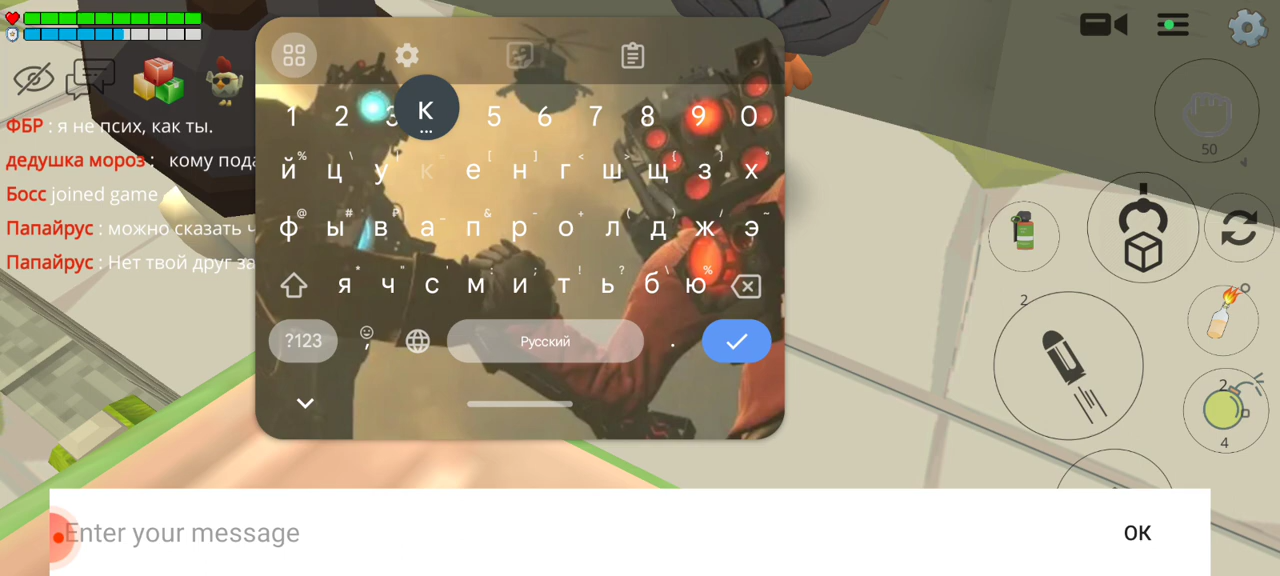 ФБР : я не псих, как ты.
дедушка мороз : кому пода
Босс joined game
Папайрус : можно сказать ч
Папайрус : Нет твой друг за
К
...
1 2 3 5 6 7 8 9 0
% | [ ] < > { } °
й ц у к е н г ш щ з х
@ # ₽ _ & - + ( ) / ~
ф ы в а п р о л д ж э
* " ' : ; ! ? \ %
я ч с м и т ь б ю
?123 , Русский .
50
2
2
4
Enter your message
OK